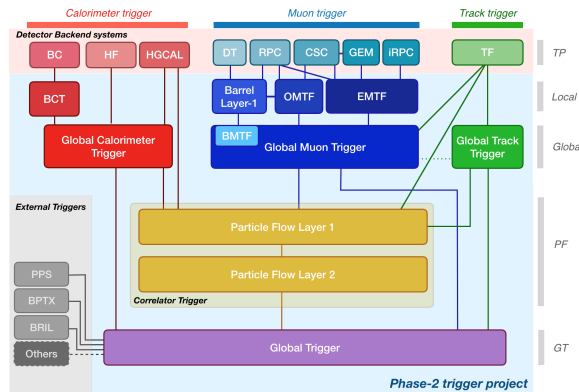 Calorimeter trigger
Muon trigger
Track trigger
Detector Backend systems
BC
HF
HGCAL
DT
RPC
CSC
GEM
iRPC
TF
TP
BCT
Barrel
Layer-1
OMTF
EMTF
Local
Global Calorimeter
Trigger
BMTF
Global Muon Trigger
Global Track
Trigger
Global
External Triggers
Particle Flow Layer 1
PF
Particle Flow Layer 2
Correlator Trigger
PPS
BPTX
BRIL
Others
Global Trigger
GT
Phase-2 trigger project